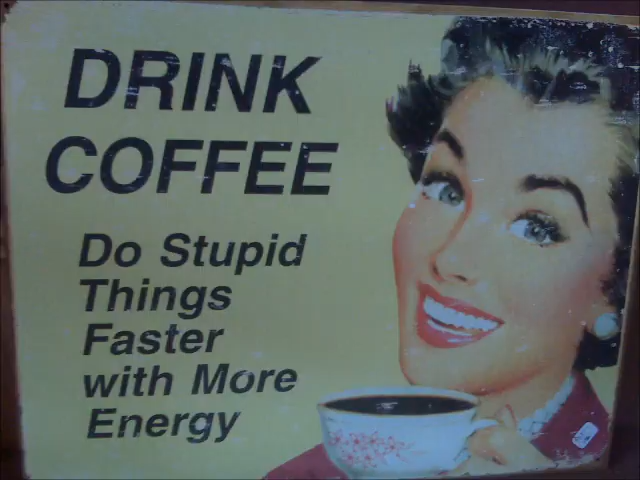 DRINK
COFFEE
Do Stupid
Things
Faster
with More
Energy